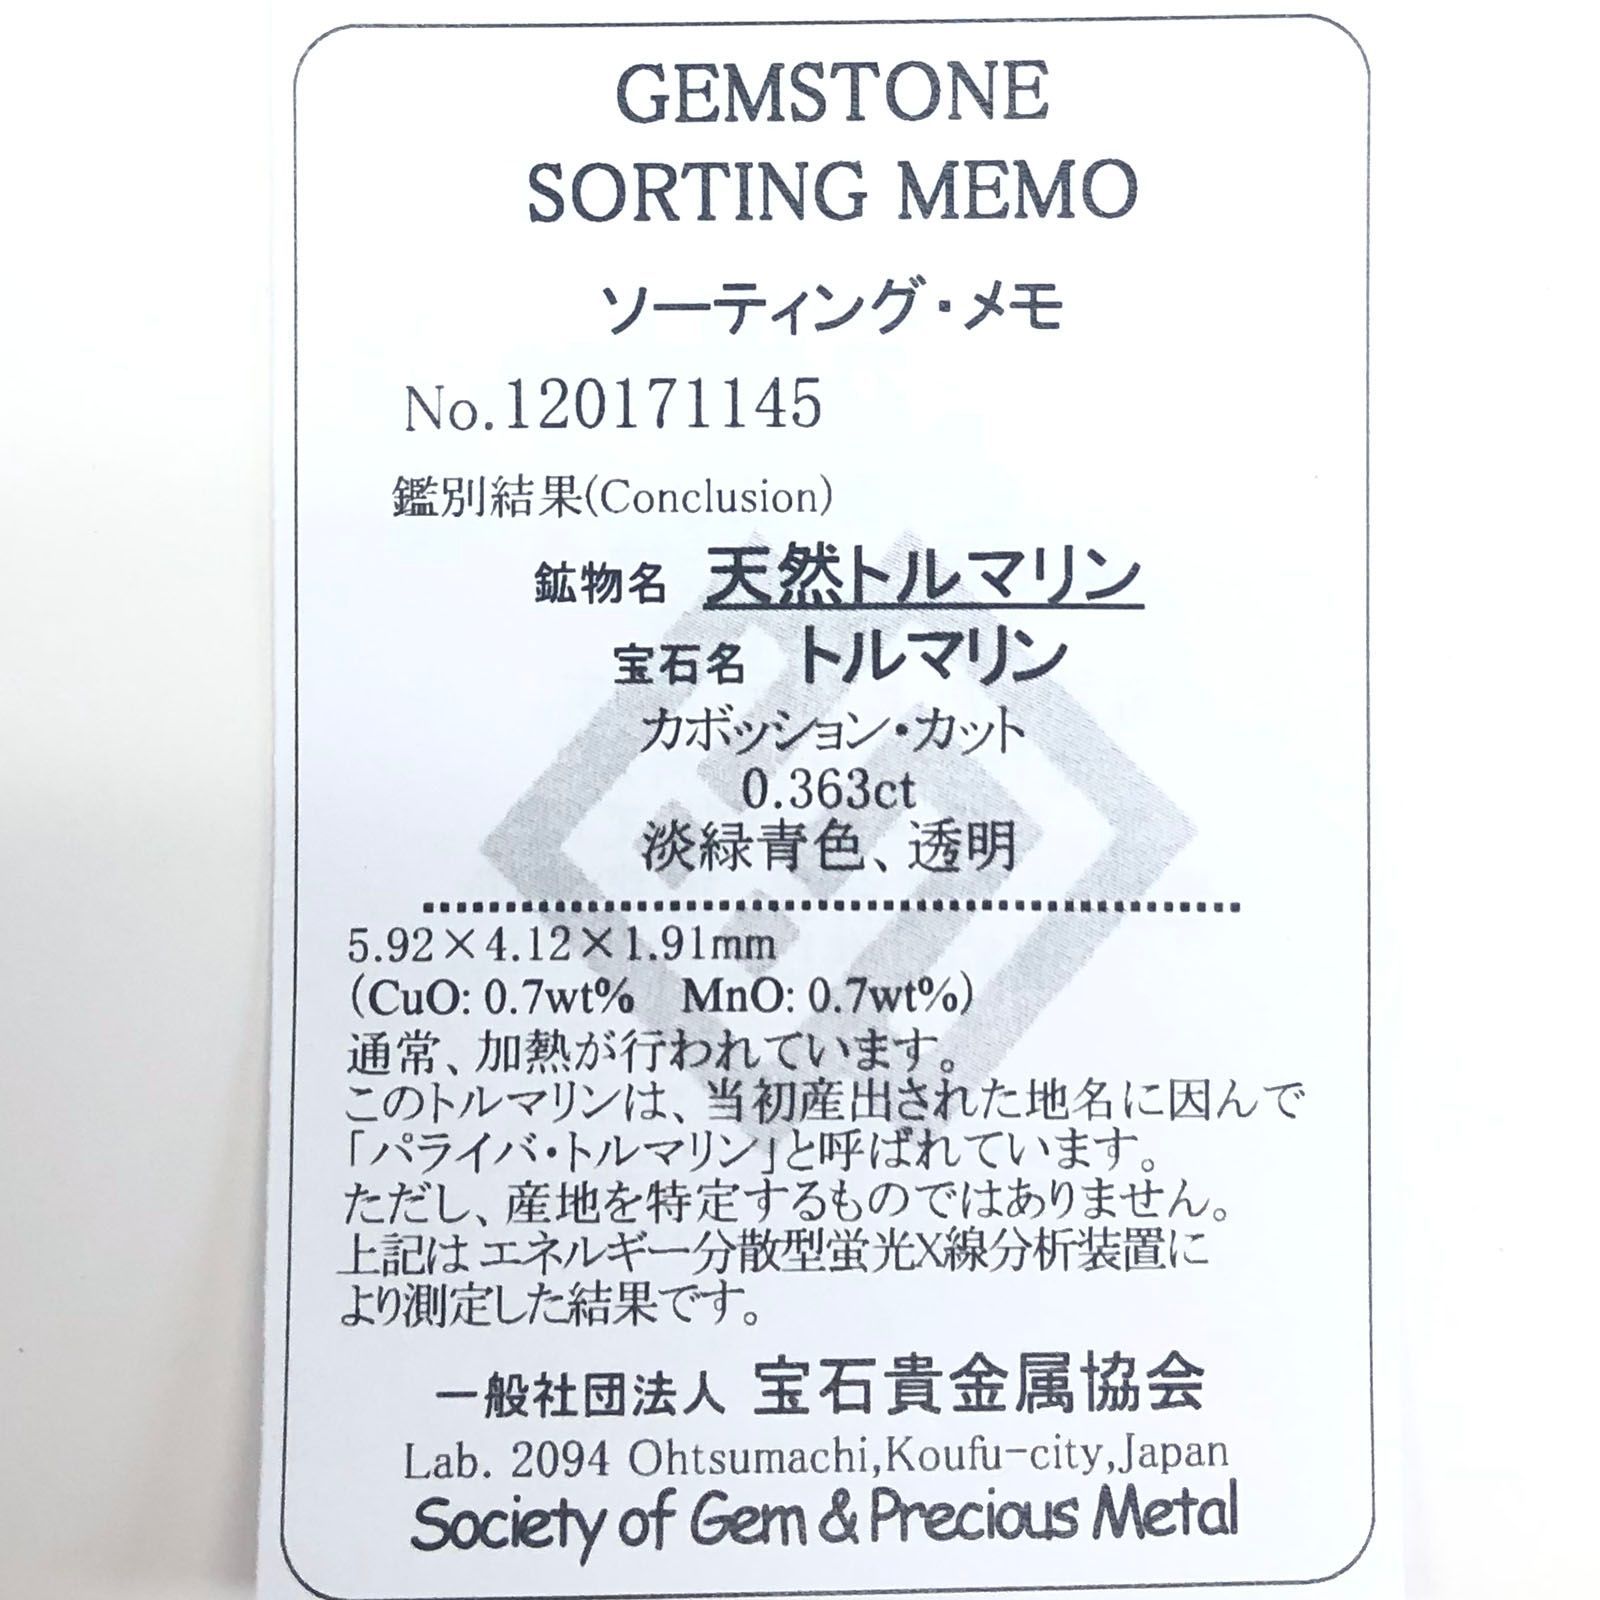 GEMSTONE
SORTING MEMO
ソーティング・メモ
No.120171145
鑑別結果(Conclusion)
鉱物名 天然トルマリン
宝石名 トルマリン
カボッション・カット
0.363ct
淡緑青色、透明
5.92×4.12×1.91mm
(CuO: 0.7wt% MnO: 0.7wt%)
通常、加熱が行われています。
このトルマリンは、当初産出された地名に因んで
「パライバ・トルマリン」と呼ばれています。
ただし、産地を特定するものではありません。
上記はエネルギー分散型蛍光X線分析装置に
より測定した結果です。
一般社団法人 宝石貴金属協会
Lab. 2094 Ohtsumachi,Koufu-city,Japan
Society of Gem & Precious Metal